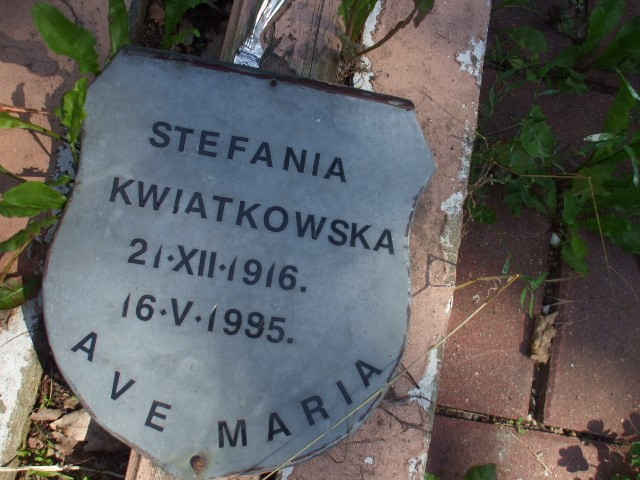 STEFANIA
KWIATKOWSKA
21·XII·1916.
16·V·1995.
AVE MARIA